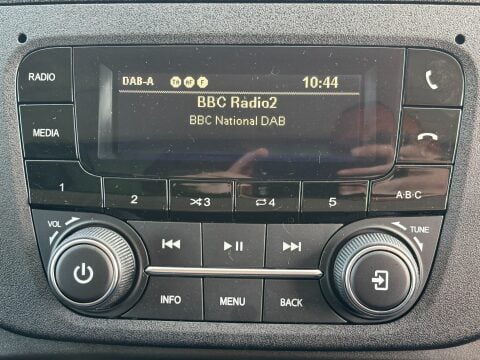 RADIO
DAB-A
10:44
BBC Radio2
BBC National DAB
MEDIA
1
2
3
4
5
A·B·C
VOL
TUNE
INFO
MENU
BACK